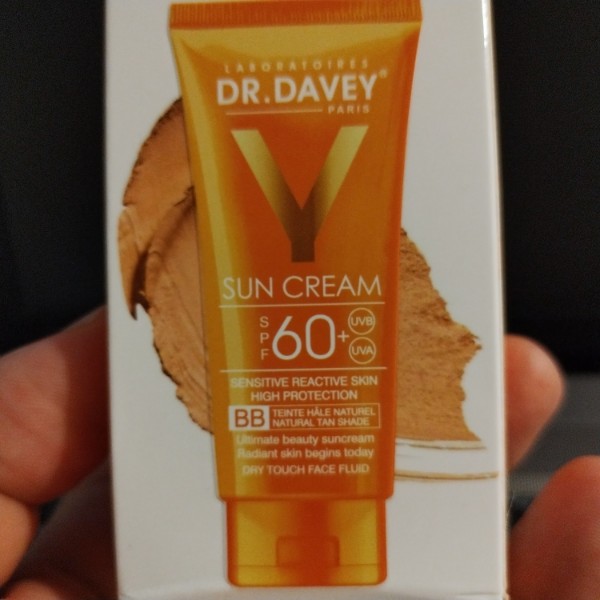 LABORATOIRES
DR.DAVEY®
PARIS
Y
SUN CREAM
SPF 60+ UVB UVA
SENSITIVE REACTIVE SKIN
HIGH PROTECTION
BB TEINTE HÂLE NATUREL
NATURAL TAN SHADE
Ultimate beauty suncream
Radiant skin begins today
DRY TOUCH FACE FLUID